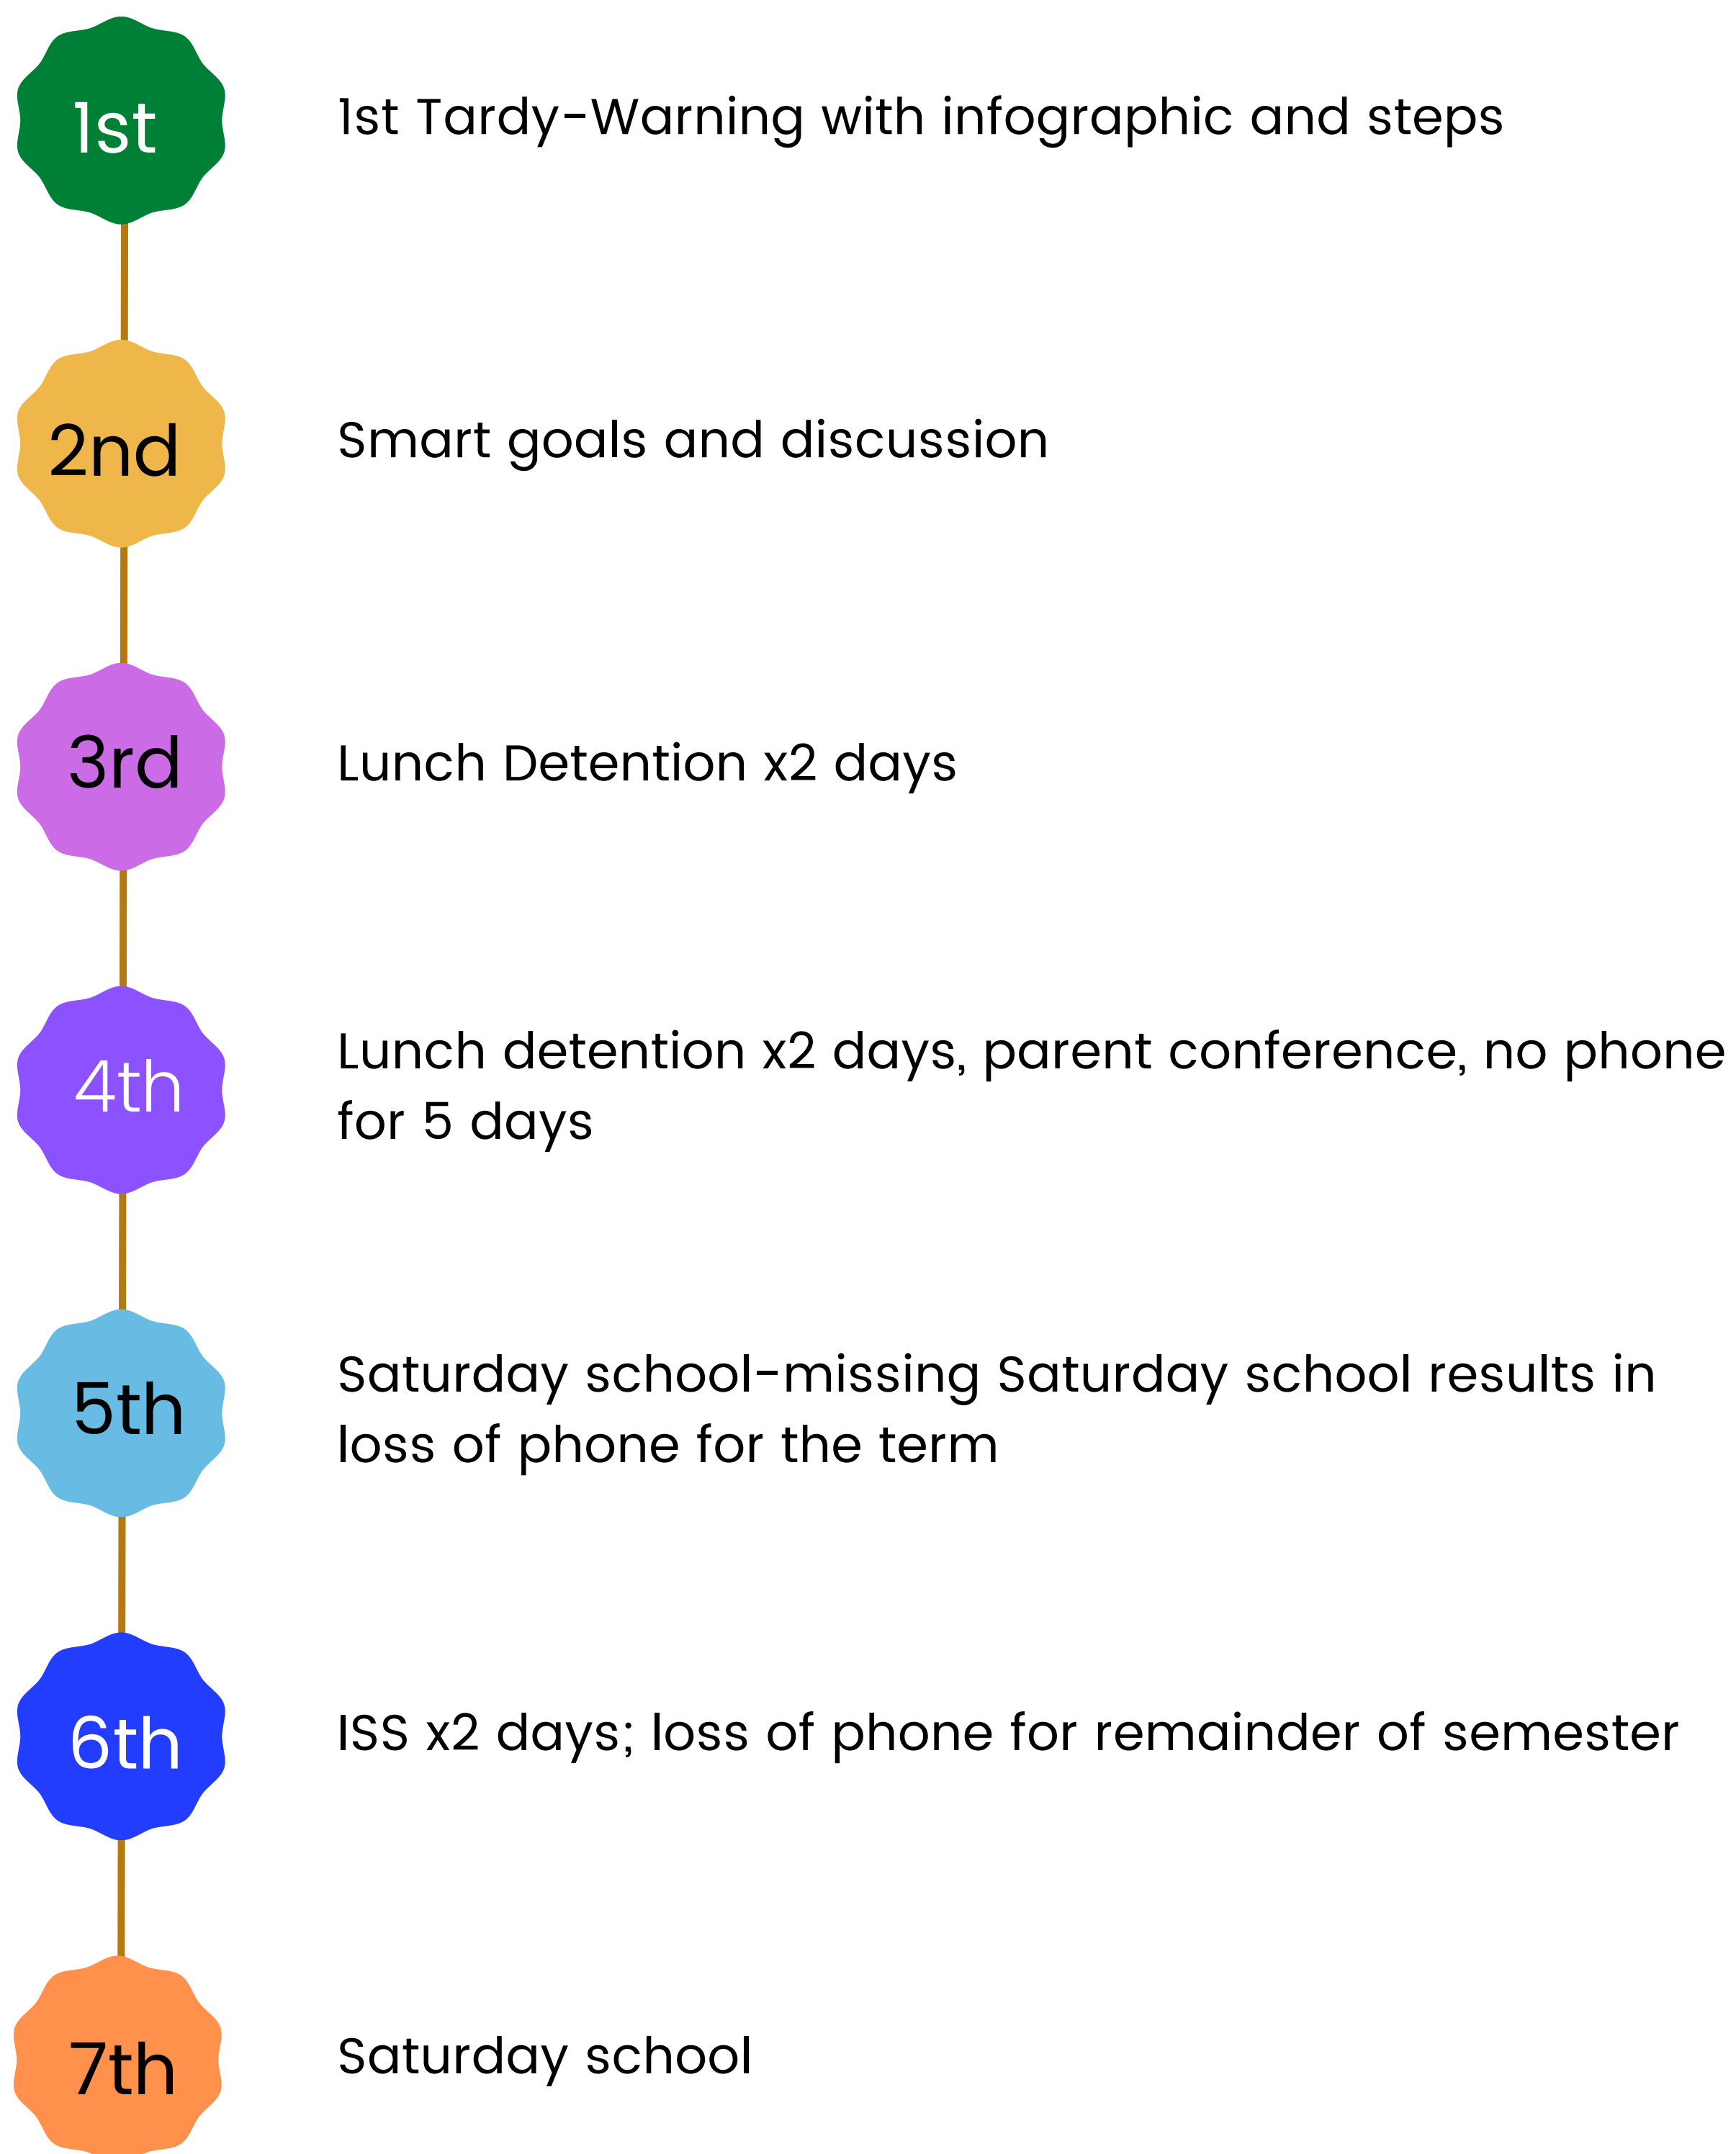 1st
1st Tardy-Warning with infographic and steps
2nd
Smart goals and discussion
3rd
Lunch Detention x2 days
4th
Lunch detention x2 days, parent conference, no phone
for 5 days
5th
Saturday school-missing Saturday school results in
loss of phone for the term
6th
ISS x2 days; loss of phone for remainder of semester
7th
Saturday school